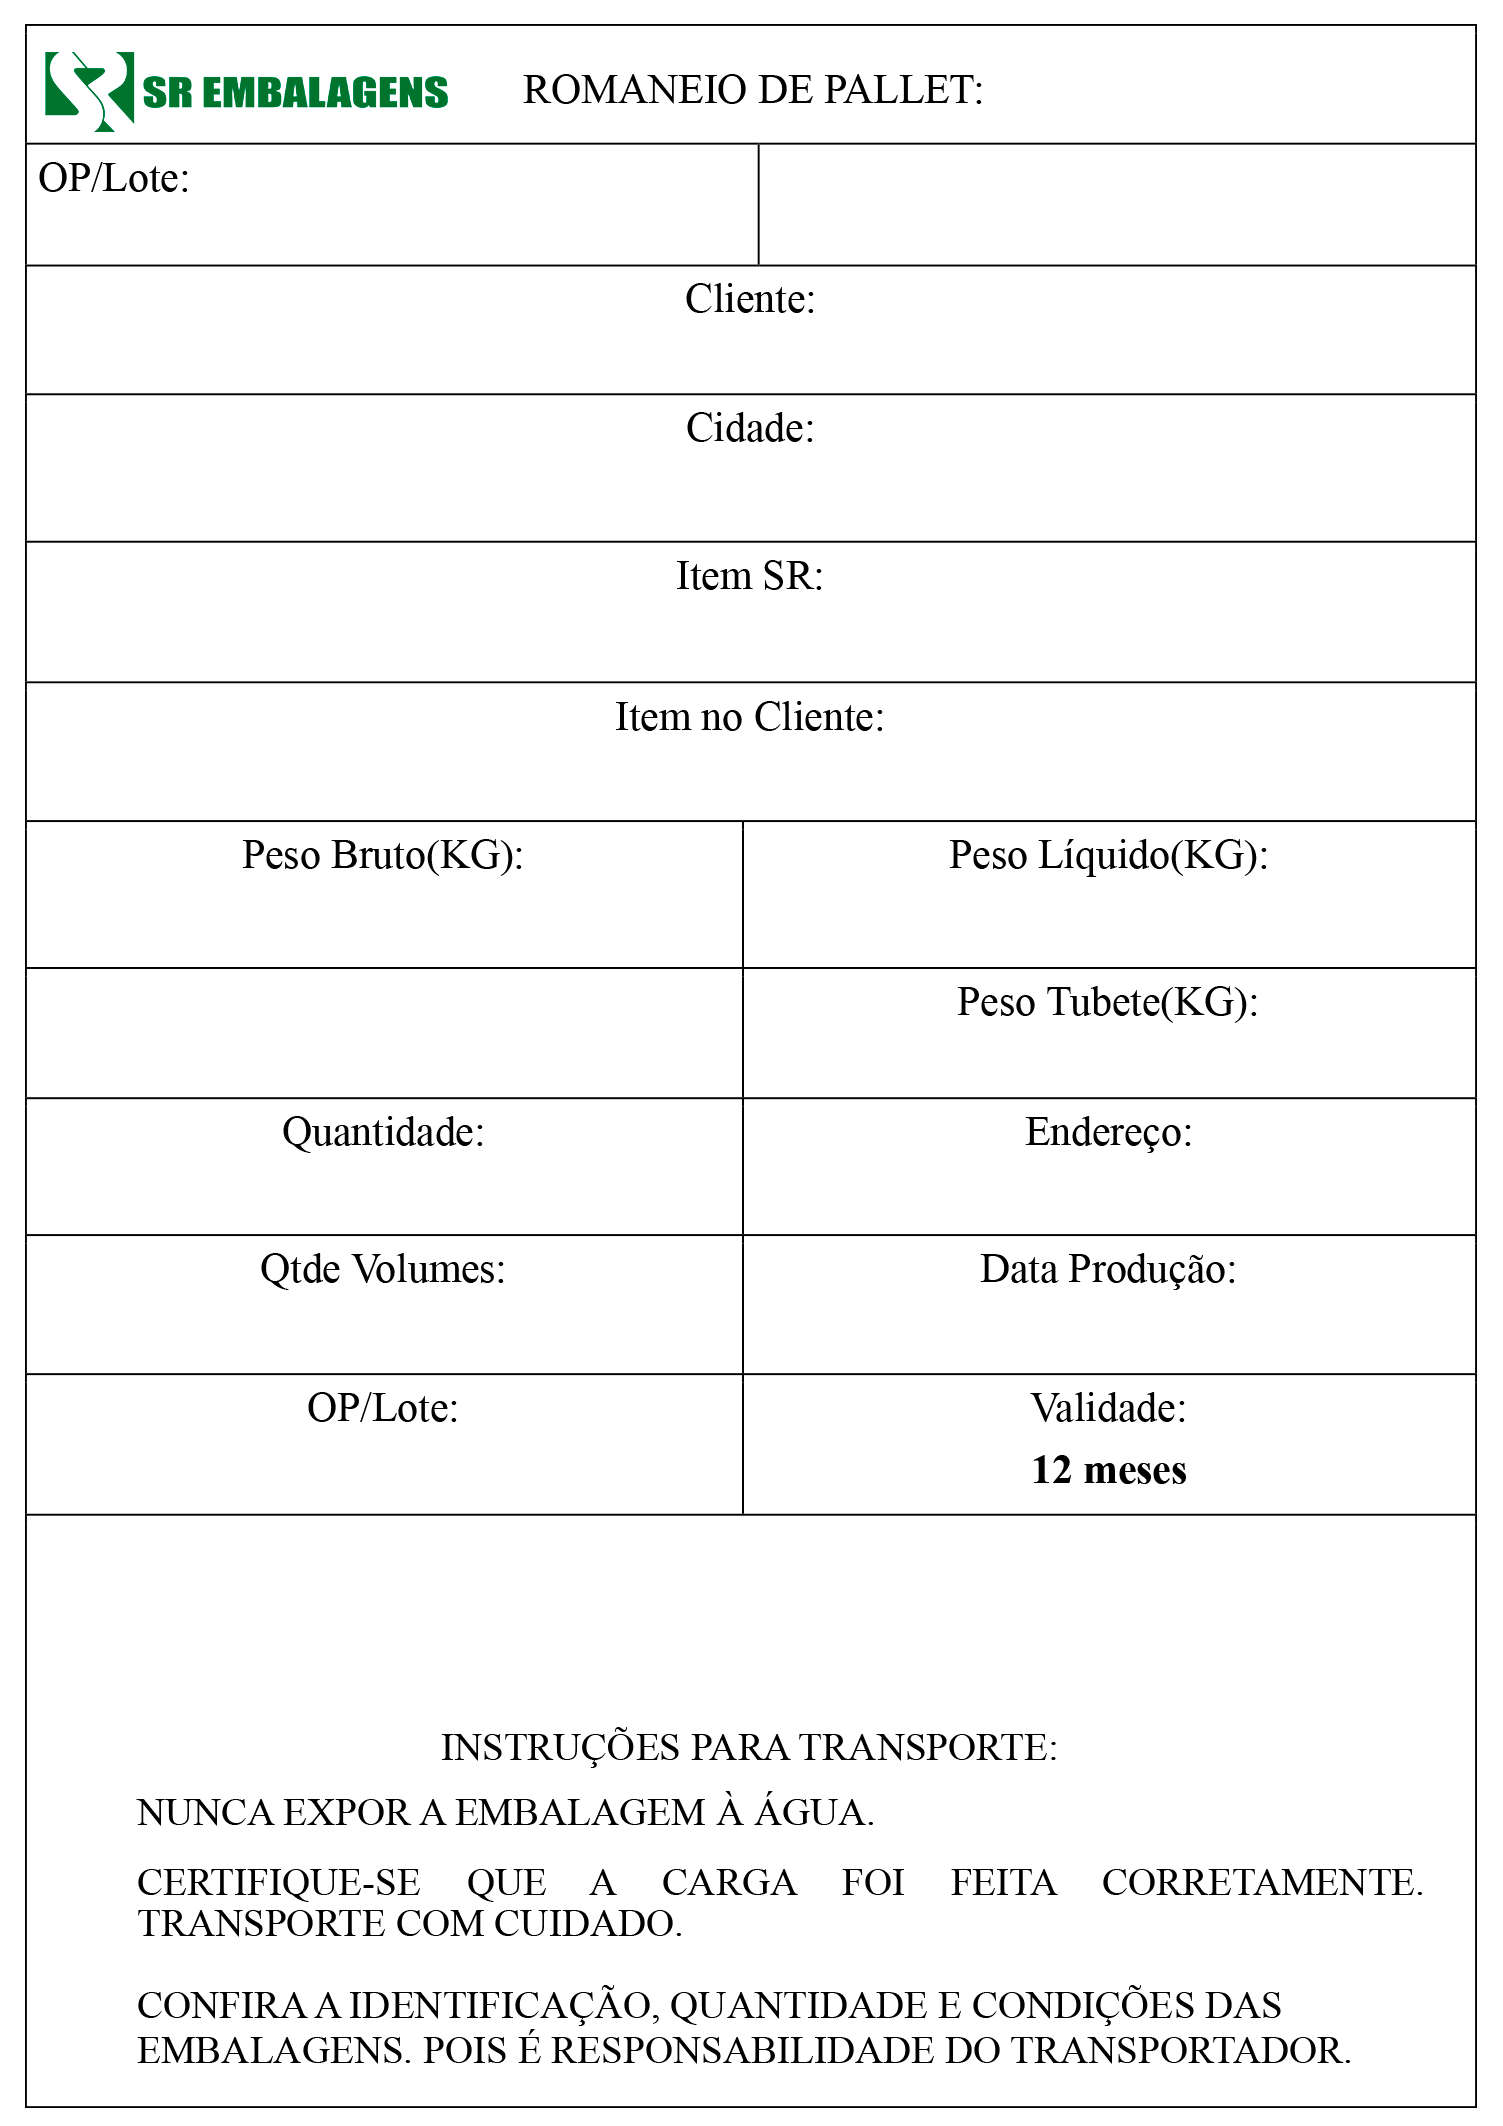 SR EMBALAGENS ROMANEIO DE PALLET:
OP/Lote:
Cliente:
Cidade:
Item SR:
Item no Cliente:
Peso Bruto(KG): Peso Líquido(KG):
Peso Tubete(KG):
Quantidade: Endereço:
Qtde Volumes: Data Produção:
OP/Lote: Validade:
12 meses
INSTRUÇÕES PARA TRANSPORTE:
NUNCA EXPOR A EMBALAGEM À ÁGUA.
CERTIFIQUE-SE QUE A CARGA FOI FEITA CORRETAMENTE.
TRANSPORTE COM CUIDADO.
CONFIRA A IDENTIFICAÇÃO, QUANTIDADE E CONDIÇÕES DAS
EMBALAGENS. POIS É RESPONSABILIDADE DO TRANSPORTADOR.